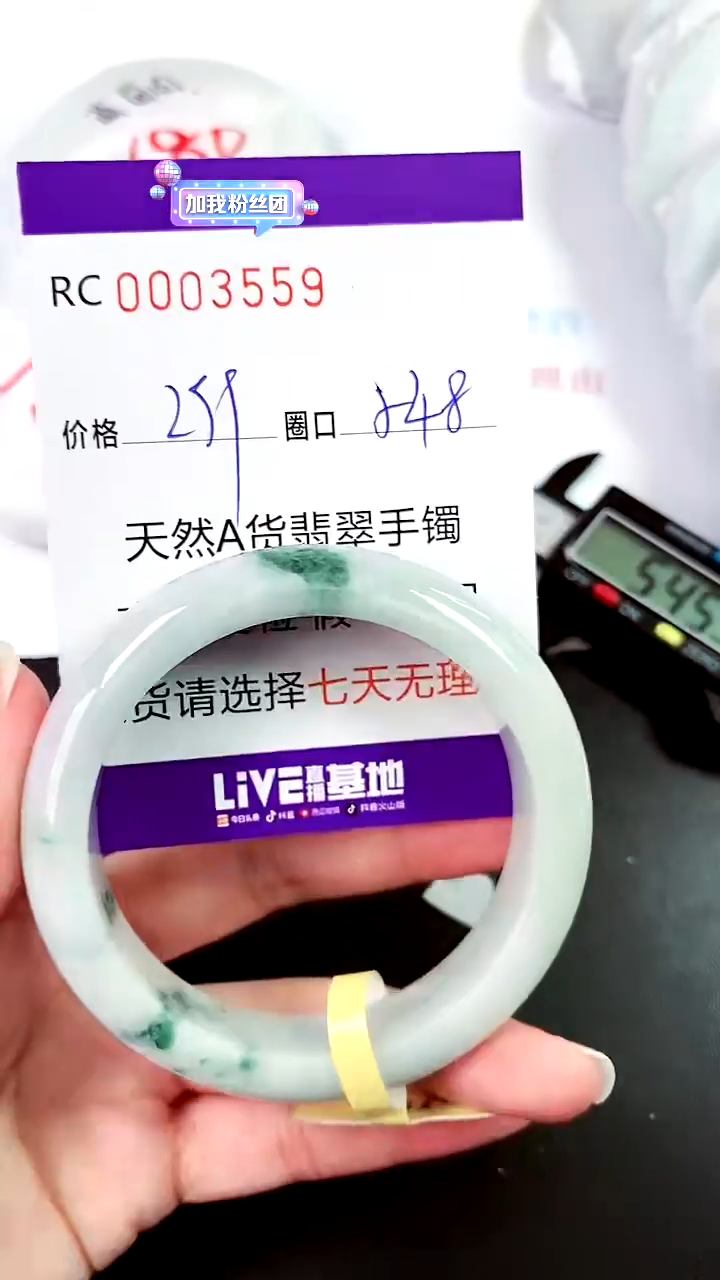 加我粉丝团
RC 0003559
价格 259 圈口
天然A货翡翠手镯
假
货请选择七天无理
LiVE直播基地
今日头条 抖音 西瓜视频 抖音火山版
545